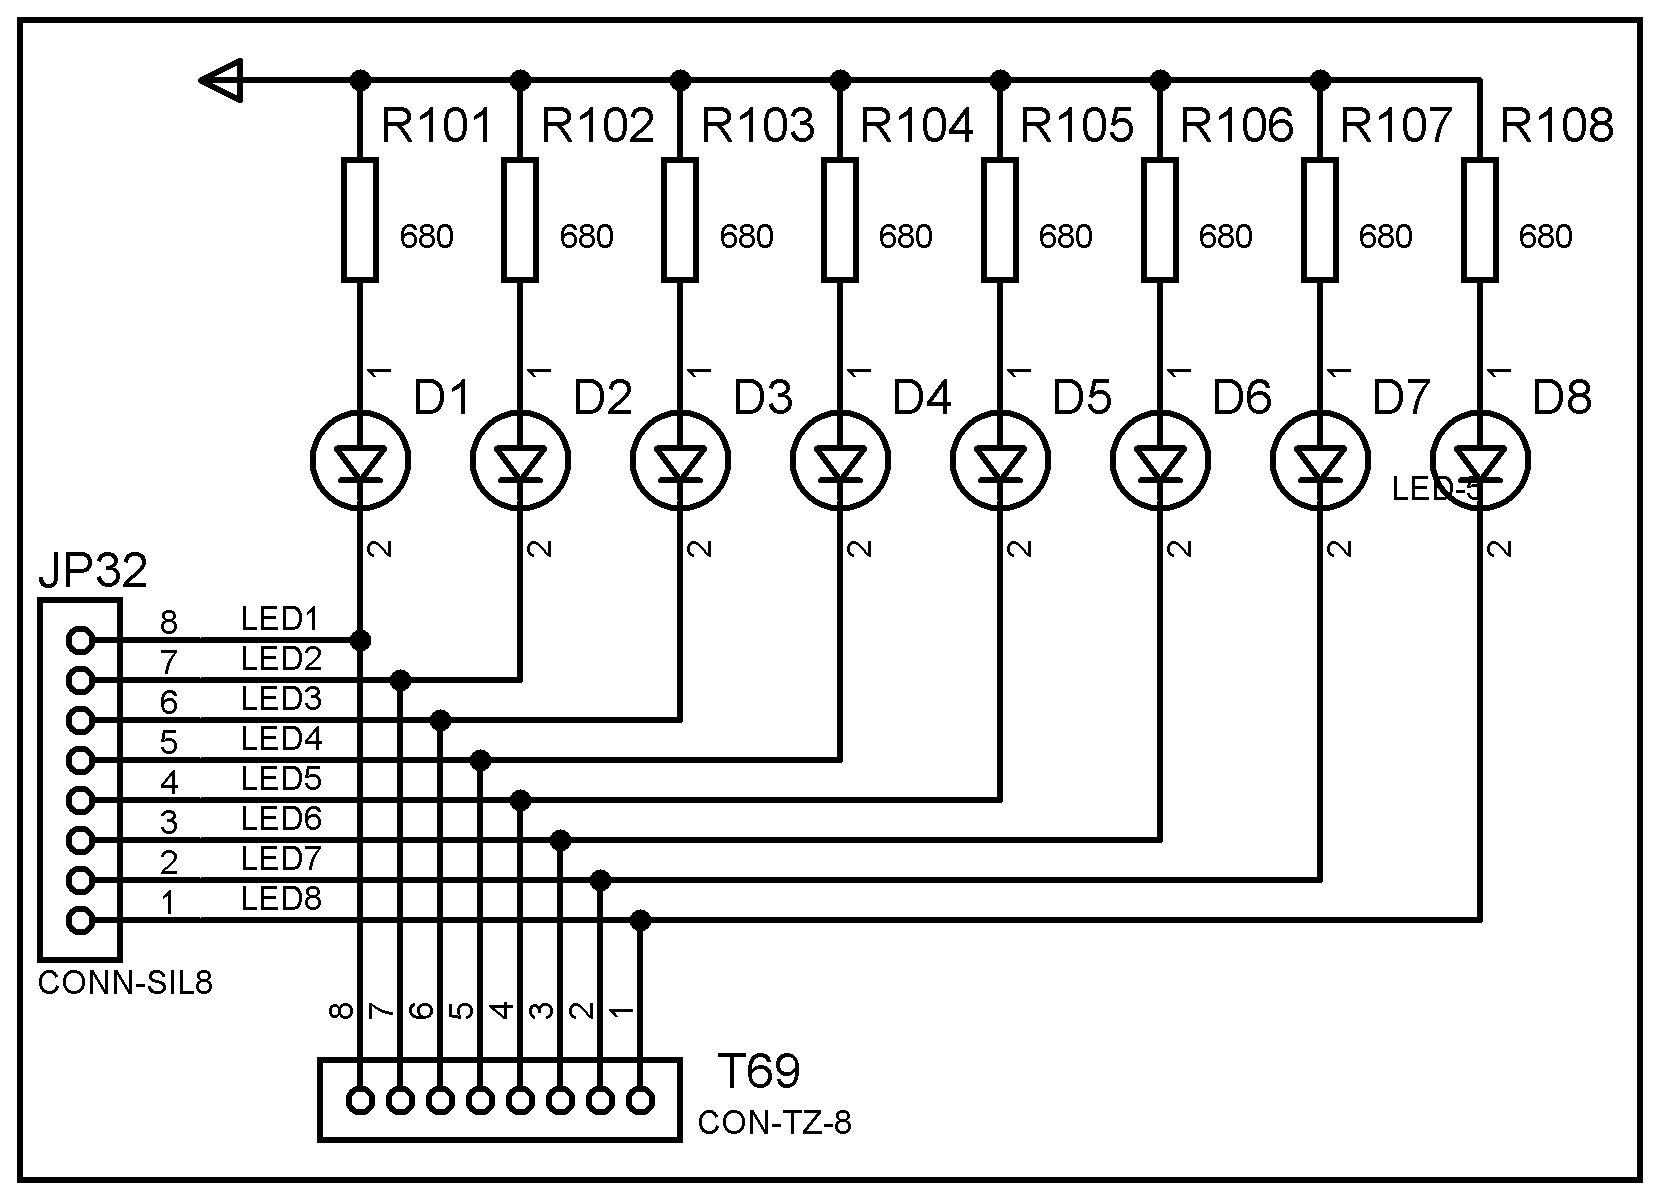 R101 R102 R103 R104 R105 R106 R107 R108
680 680 680 680 680 680 680 680
1 1 1 1 1 1 1 1
D1 D2 D3 D4 D5 D6 D7 D8
LED-5
2 2 2 2 2 2 2 2
JP32
8 LED1
7 LED2
6 LED3
5 LED4
4 LED5
3 LED6
2 LED7
1 LED8
CONN-SIL8
8 7 6 5 4 3 2 1
T69
CON-TZ-8